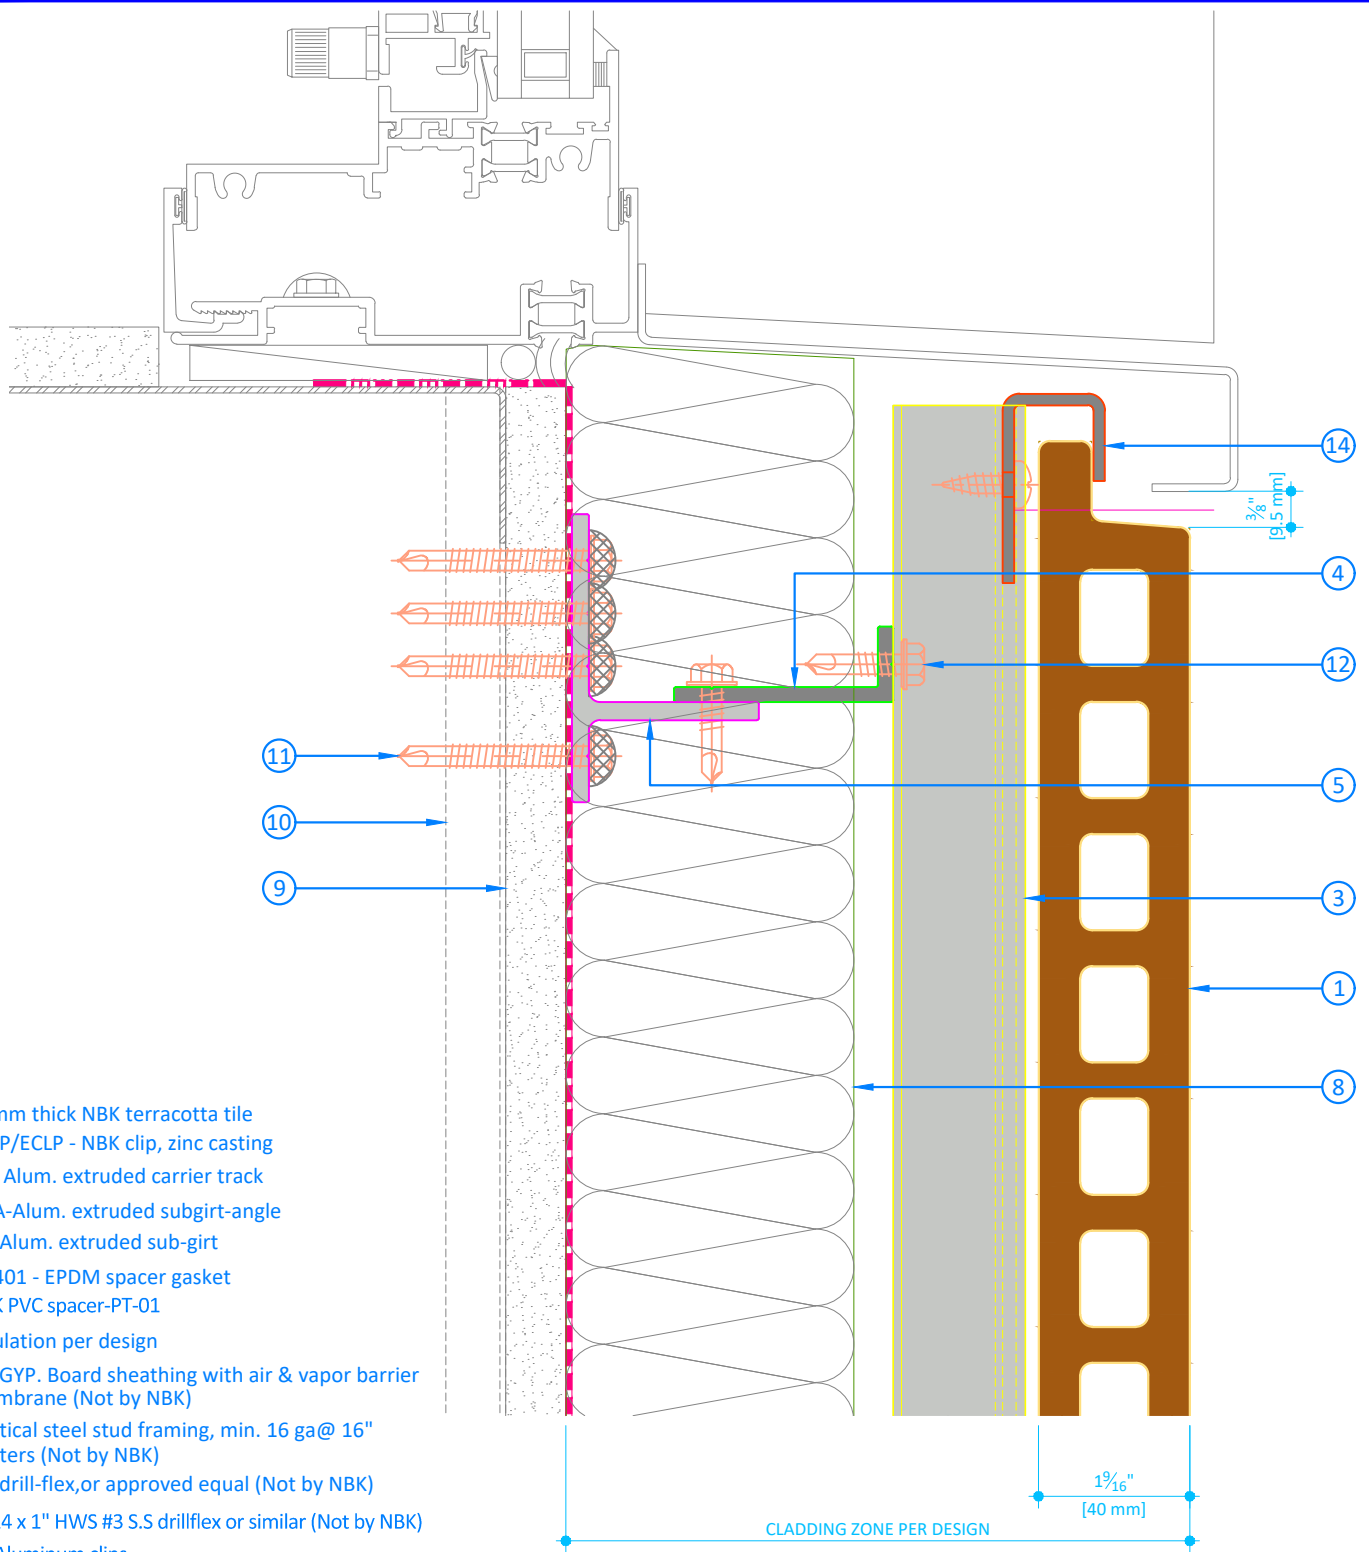 14
3/8"
[9.5 mm]
4
12
11
5
10
9
3
1
8
mm thick NBK terracotta tile
P/ECLP - NBK clip, zinc casting
Alum. extruded carrier track
A-Alum. extruded subgirt-angle
Alum. extruded sub-girt
401 - EPDM spacer gasket
K PVC spacer-PT-01
ulation per design
GYP. Board sheathing with air & vapor barrier
mbrane (Not by NBK)
tical steel stud framing, min. 16 ga@ 16"
ters (Not by NBK)
drill-flex,or approved equal (Not by NBK)
4 x 1" HWS #3 S.S drillflex or similar (Not by NBK)
Aluminum clips
1 9/16"
[40 mm]
CLADDING ZONE PER DESIGN